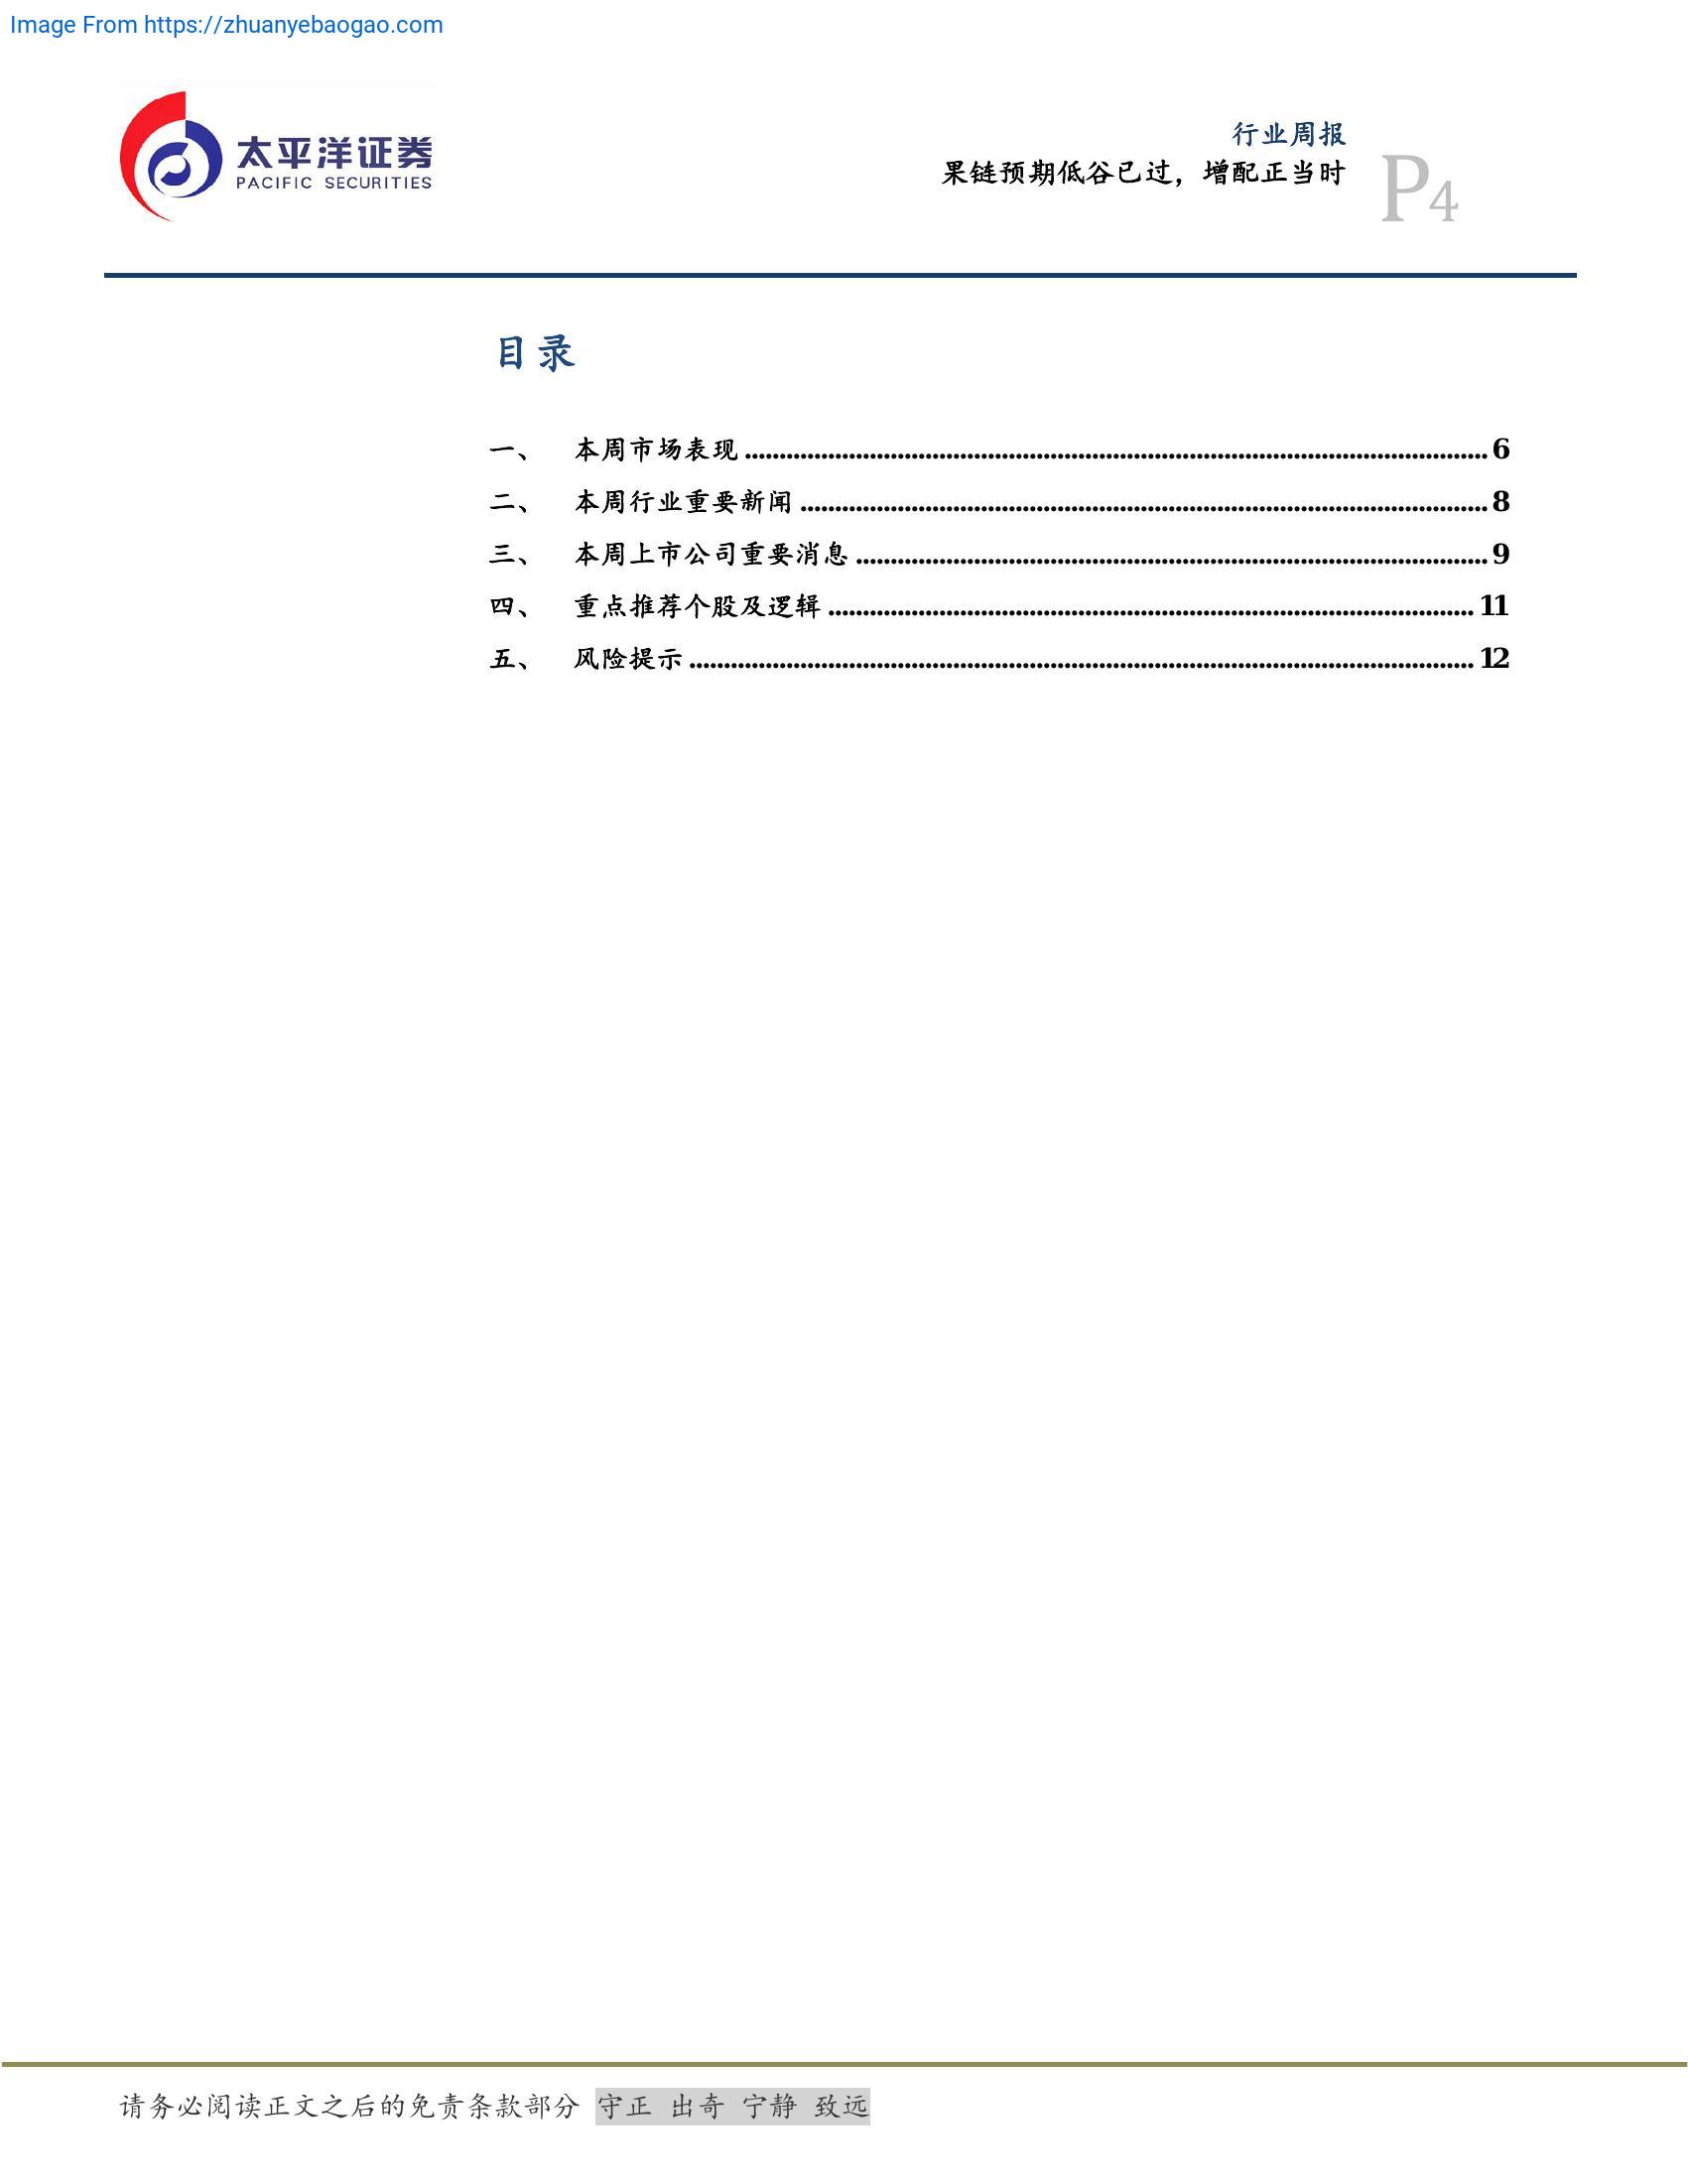 Image From https://zhuanyebaogao.com
太平洋证券
PACIFIC SECURITIES
行业周报
果链预期低谷已过，增配正当时
P4
目录
一、 本周市场表现 6
二、 本周行业重要新闻 8
三、 本周上市公司重要消息 9
四、 重点推荐个股及逻辑 11
五、 风险提示 12
请务必阅读正文之后的免责条款部分 守正 出奇 宁静 致远